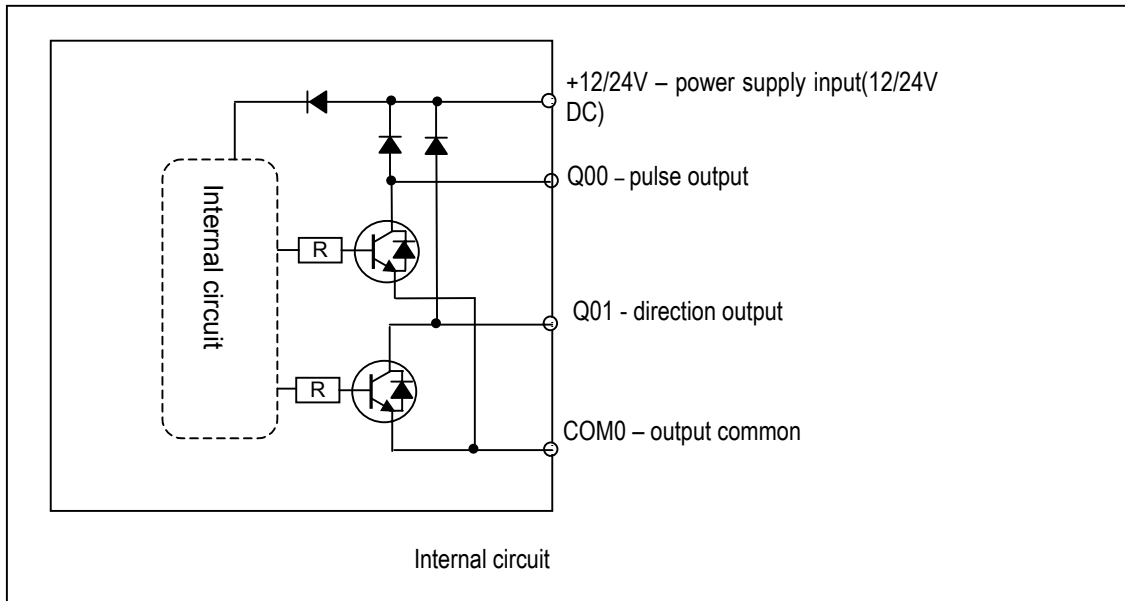 +12/24V – power supply input(12/24V
DC)
Q00 – pulse output
Internal circuit
R
Q01 - direction output
R
COM0 – output common
Internal circuit